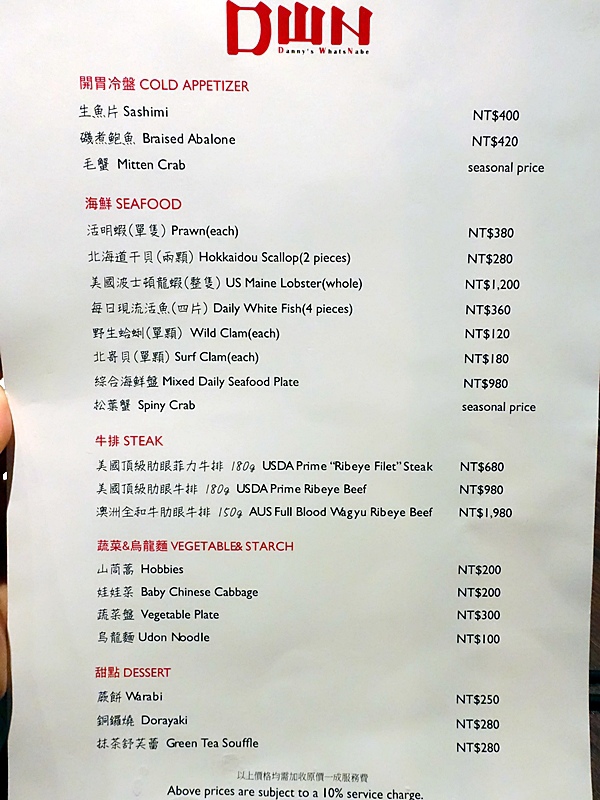 DWN
Danny's WhatsNabe
開胃冷盤 COLD APPETIZER
生魚片 Sashimi NT$400
磯煮鮑魚 Braised Abalone NT$420
毛蟹 Mitten Crab seasonal price
海鮮 SEAFOOD
活明蝦(單隻) Prawn(each) NT$380
北海道干貝(兩顆) Hokkaidou Scallop(2 pieces) NT$280
美國波士頓龍蝦(整隻) US Maine Lobster(whole) NT$1,200
每日現流活魚(四片) Daily White Fish(4 pieces) NT$360
野生蛤蜊(單顆) Wild Clam(each) NT$120
北寄貝(單顆) Surf Clam(each) NT$180
綜合海鮮盤 Mixed Daily Seafood Plate NT$980
松葉蟹 Spiny Crab seasonal price
牛排 STEAK
美國頂級肋眼菲力牛排 180g USDA Prime “Ribeye Filet” Steak NT$680
美國頂級肋眼牛排 180g USDA Prime Ribeye Beef NT$980
澳洲全和牛肋眼牛排 150g AUS Full Blood Wagyu Ribeye Beef NT$1,980
蔬菜&烏龍麵 VEGETABLE& STARCH
山茼蒿 Hobbies NT$200
娃娃菜 Baby Chinese Cabbage NT$200
蔬菜盤 Vegetable Plate NT$300
烏龍麵 Udon Noodle NT$100
甜點 DESSERT
蕨餅 Warabi NT$250
銅鑼燒 Dorayaki NT$280
抹茶舒芙蕾 Green Tea Souffle NT$280
以上價格均需加收原價一成服務費
Above prices are subject to a 10% service charge.